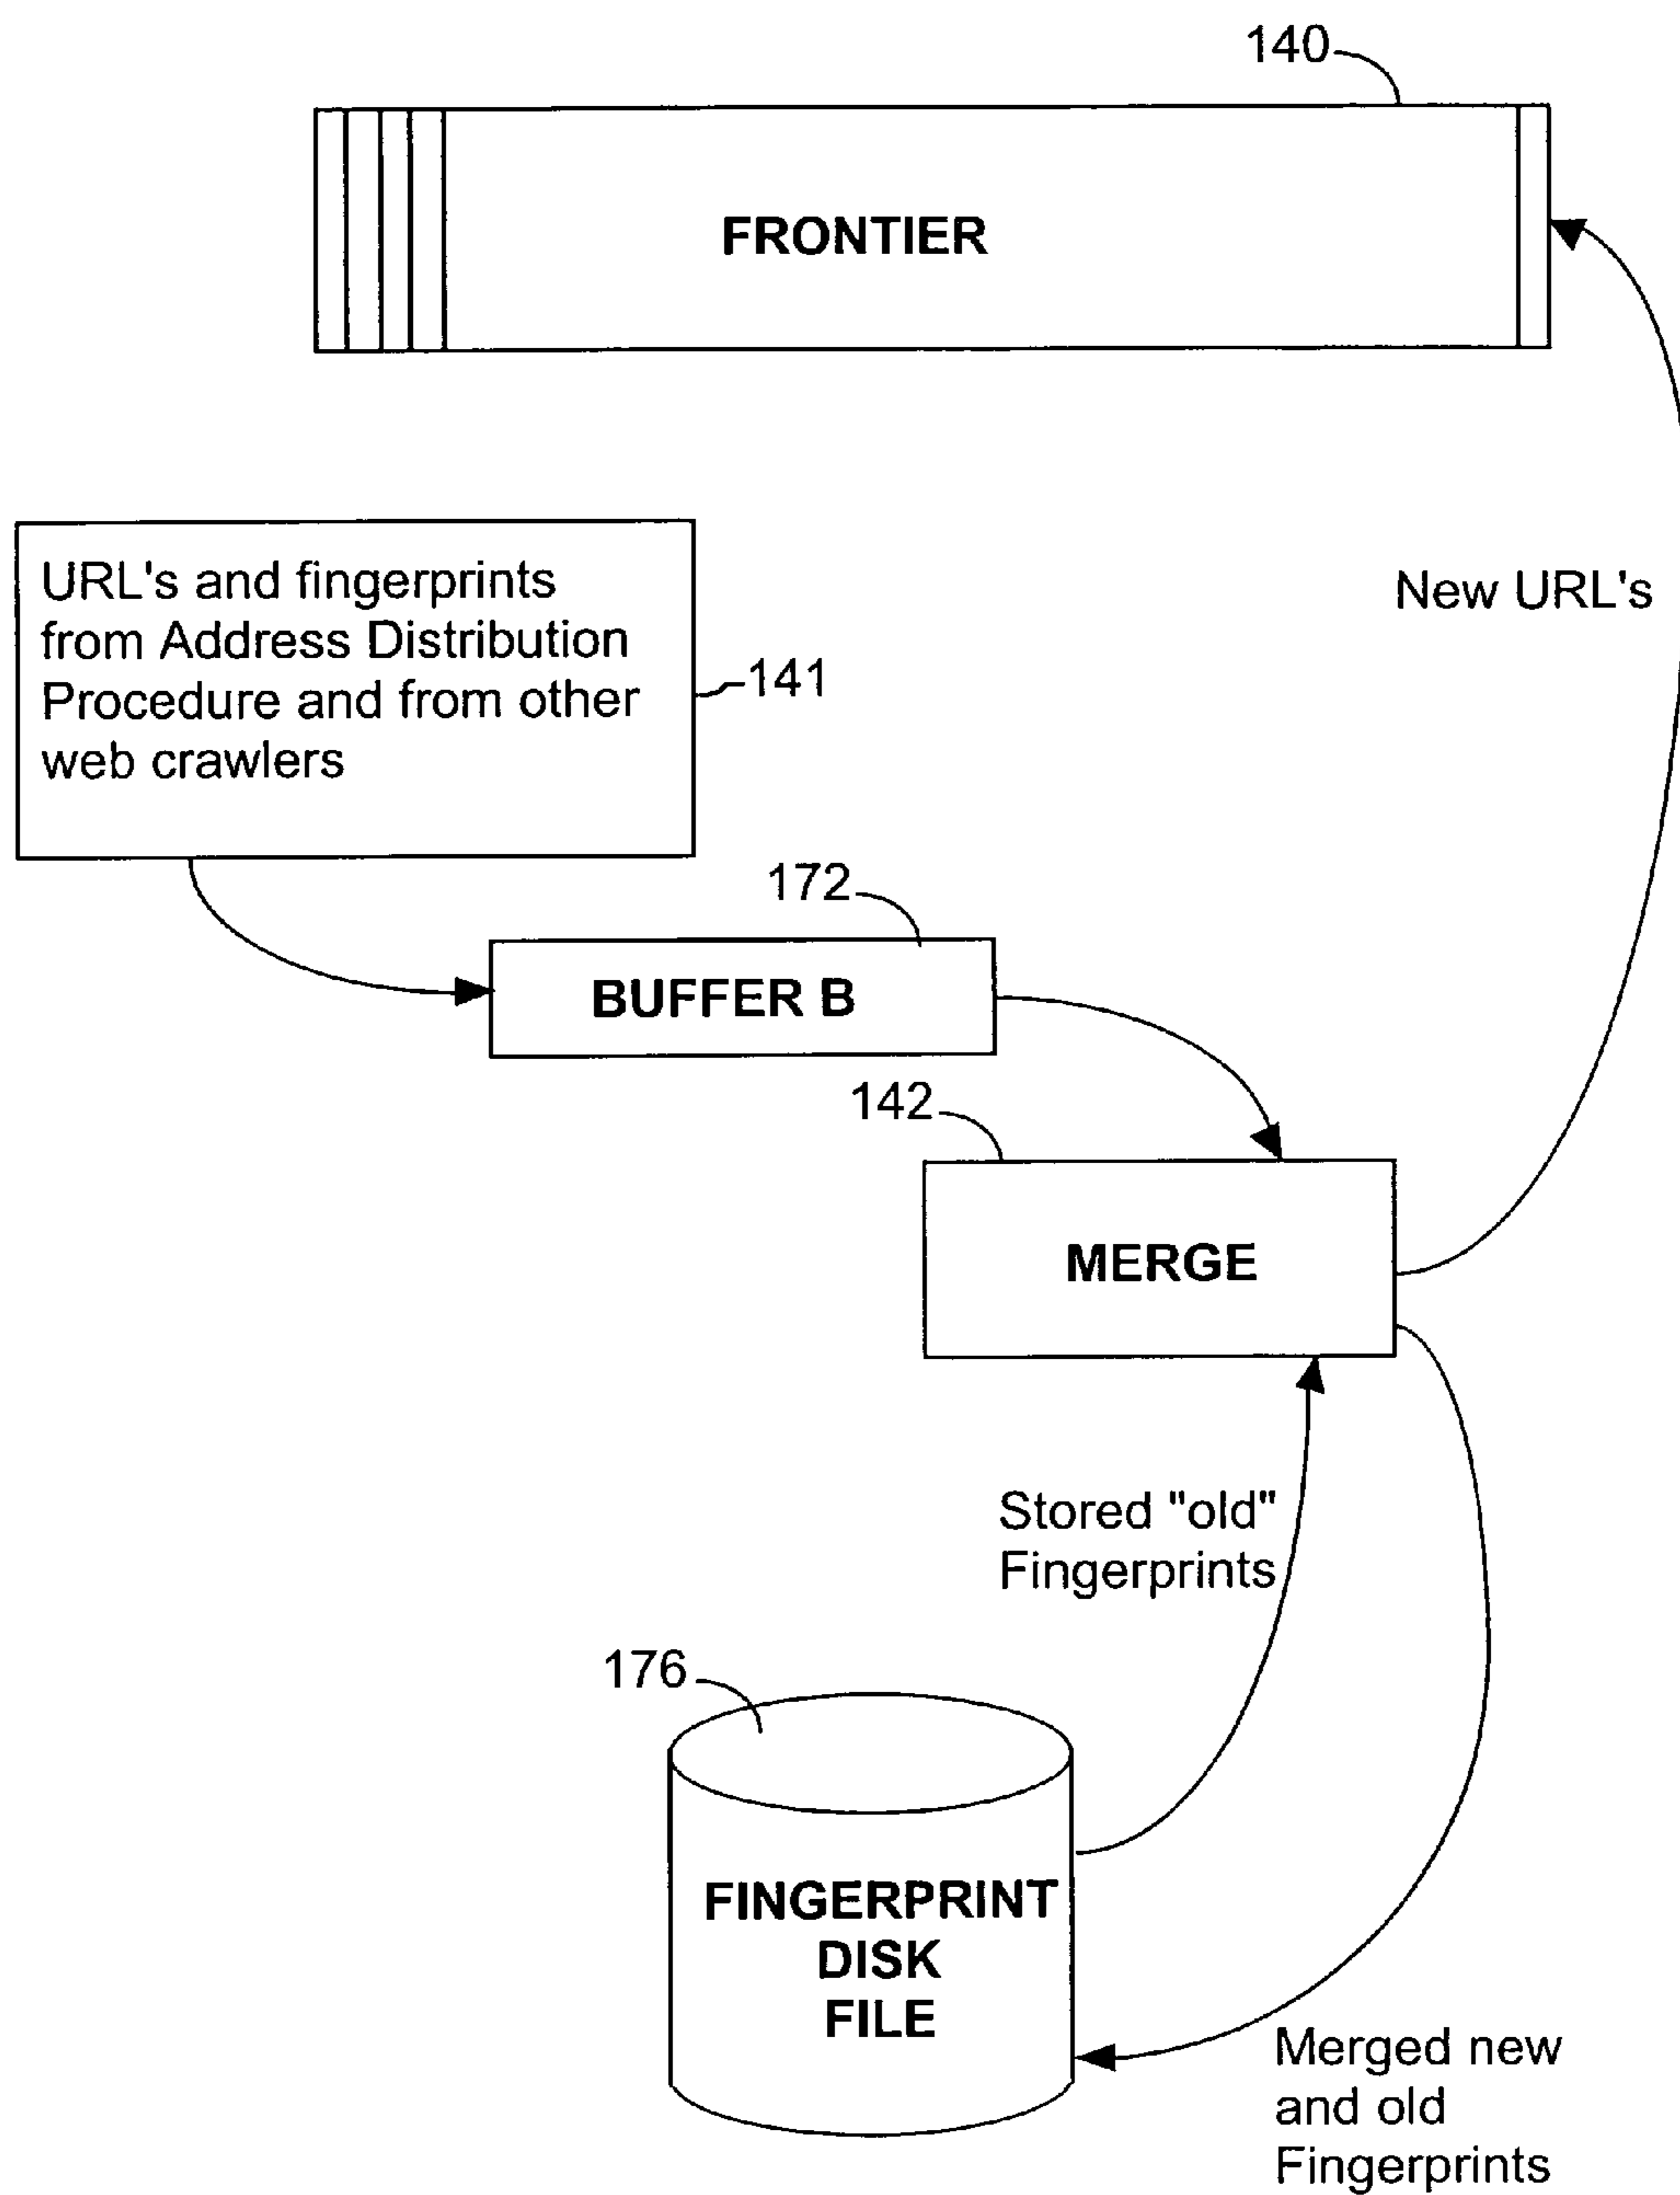 140
FRONTIER
URL's and fingerprints
from Address Distribution
Procedure and from other
web crawlers
141
New URL's
172
BUFFER B
142
MERGE
Stored "old"
Fingerprints
176
FINGERPRINT
DISK
FILE
Merged new
and old
Fingerprints